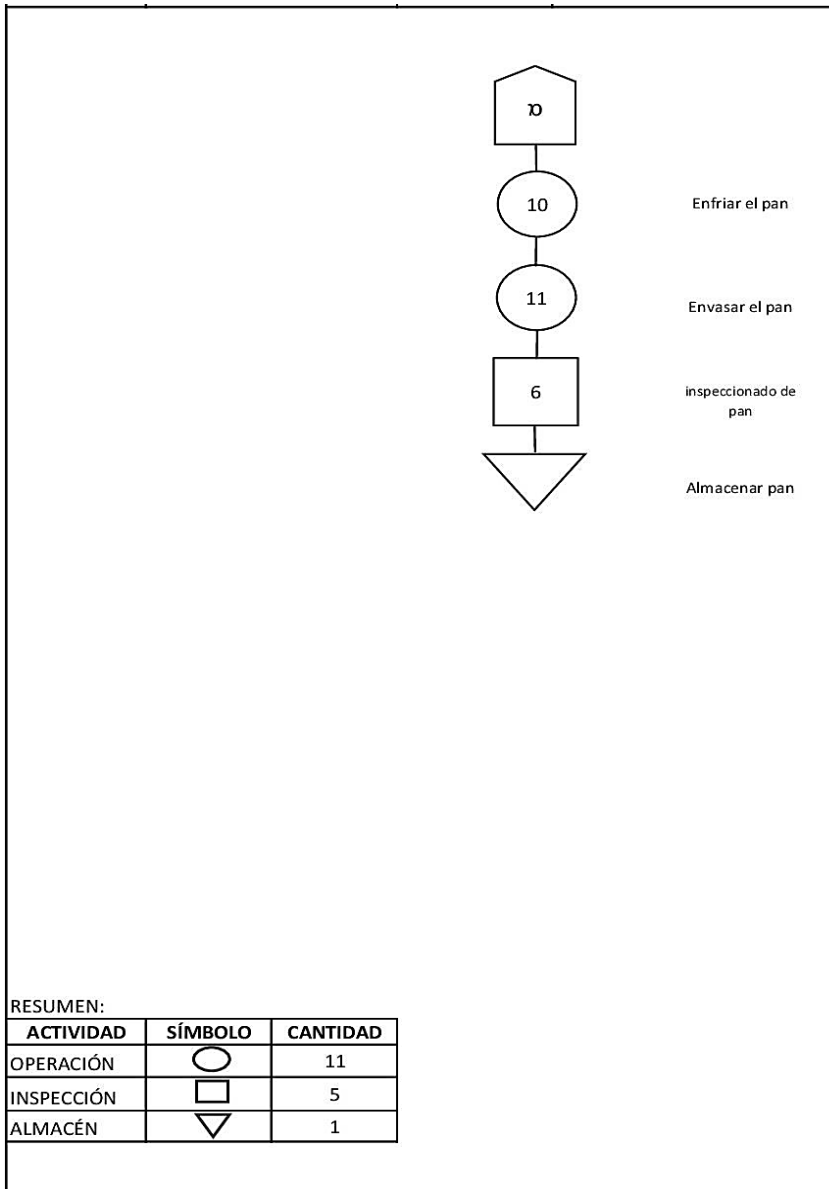 10
Enfriar el pan
11
Envasar el pan
6
inspeccionado de
pan
Almacenar pan
RESUMEN:
ACTIVIDAD SÍMBOLO CANTIDAD
OPERACIÓN 11
INSPECCIÓN 5
ALMACÉN 1